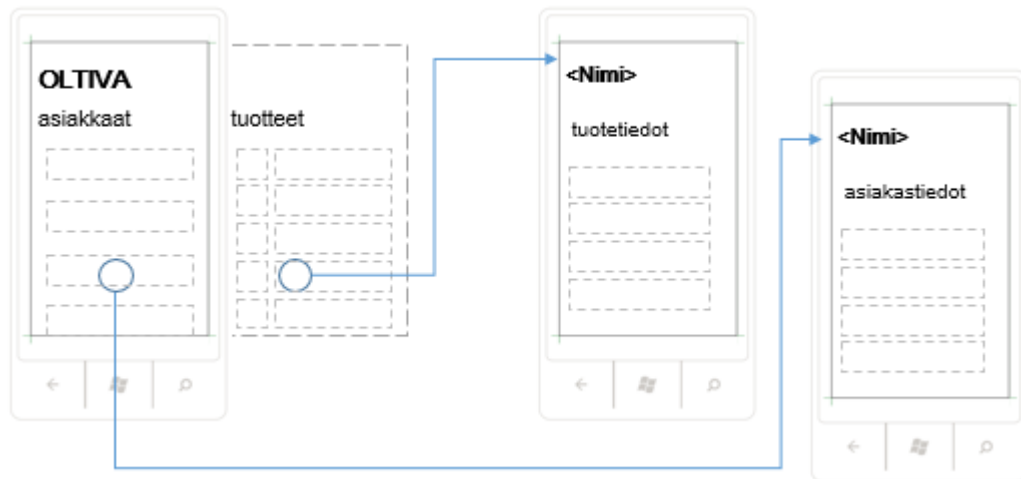 OLTIVA
asiakkaat
tuotteet
<Nimi>
tuotetiedot
<Nimi>
asiakastiedot